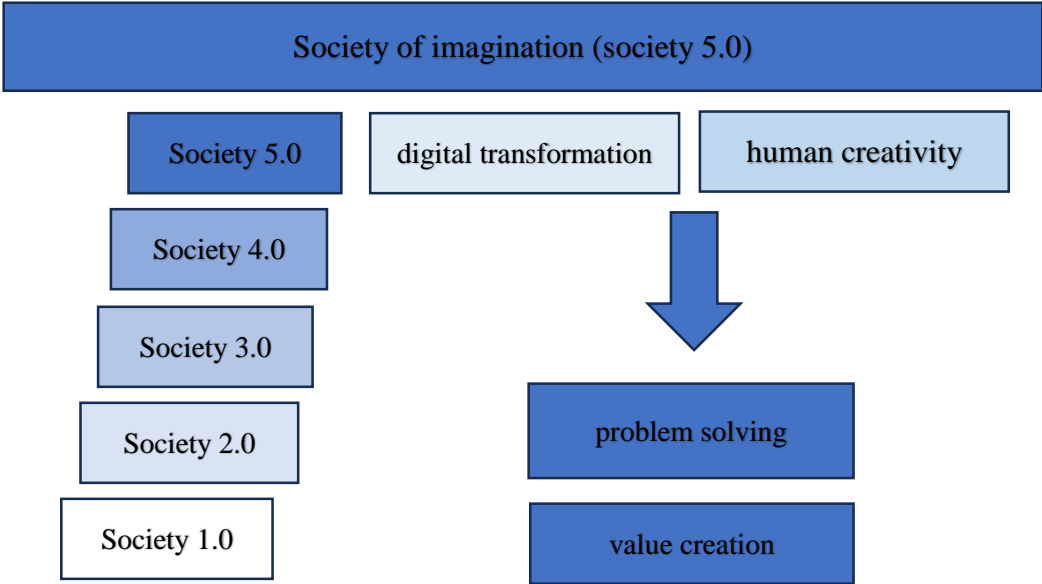 Society of imagination (society 5.0)
Society 5.0
digital transformation
human creativity
Society 4.0
Society 3.0
Society 2.0
Society 1.0
problem solving
value creation